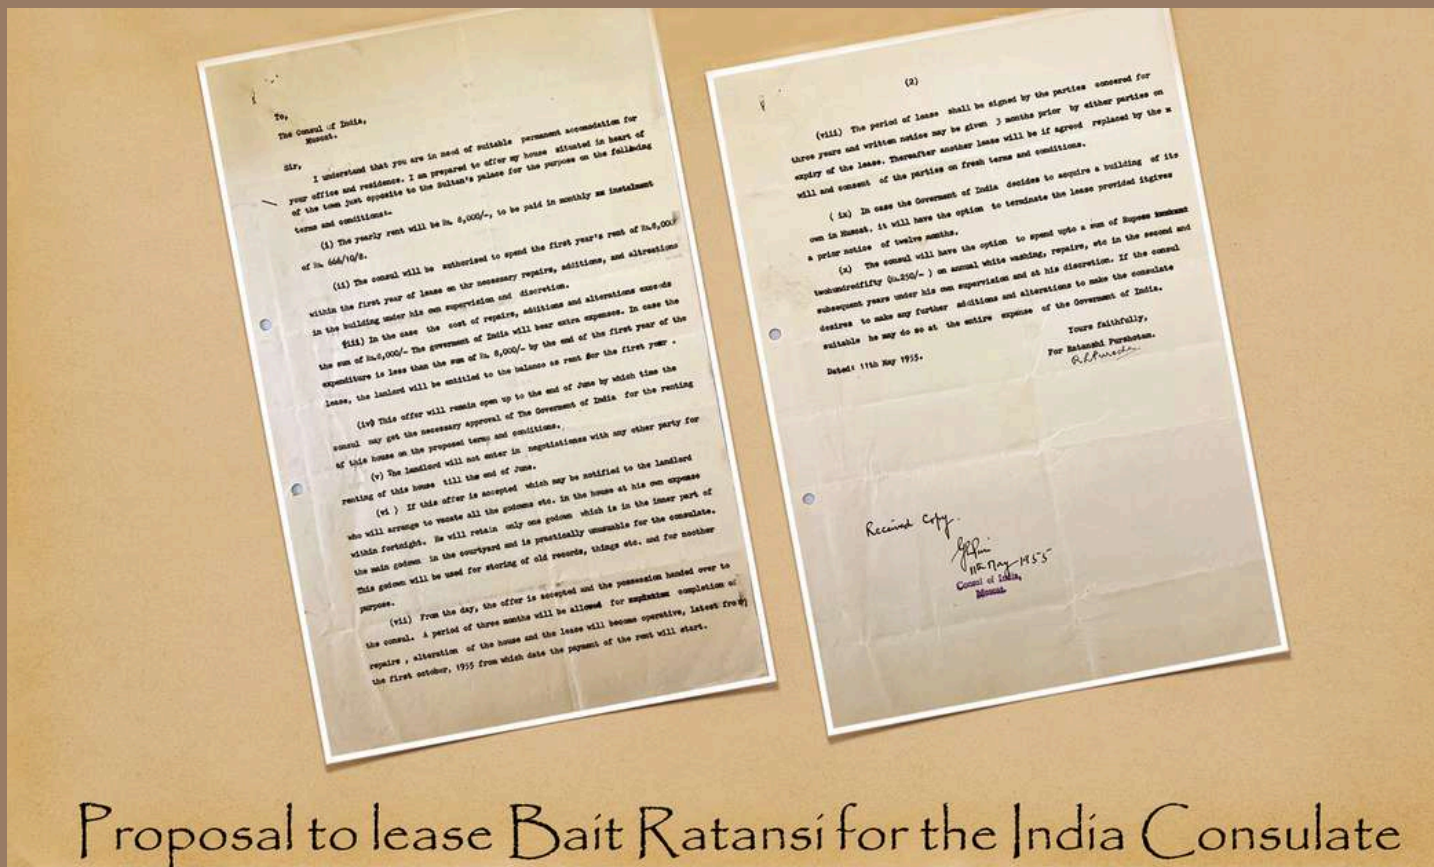 To,
The Consul of India,
Muscat.
Sir,
I understand that you are in need of suitable permanent accomodation for
your office and residence. I am prepared to offer my house situated in heart of
of the town just opposite to the Sultan's palace for the purpose on the following
terms and conditions:-
(i) The yearly rent will be Rs. 8,000/-, to be paid in monthly instalment
of Rs. 666/10/8.
(ii) The consul will be authorised to spend the first year's rent of Rs.8,000
within the first year of lease on thr necessary repairs, additions, and altreations
in the building under his own supervision and discretion.
(iii) In the case the cost of repairs, additions and alterations exceeds
the sum of Rs.8,000/- The goverment of India will bear extra expenses. In case the
expenditure is less than the sum of Rs. 8,000/- by the end of the first year of the
lease, the lanlord will be entitled to the balance as rent for the first year.
(iv) This offer will remain open up to the end of June by which time the
consul may get the necessary approval of The Goverment of India for the renting
of this house on the proposed terms and conditions.
(v) The landlord will not enter in negotiations with any other party for
renting of this house till the end of June.
(vi ) If this offer is accepted which may be notified to the landlord
who will arrange to vacate all the godowns etc. in the house at his own expense
within fortnight. He will retain only one godown which is in the inner part of
the main godown in the courtyard and is practically unusuable for the consulate.
This godown will be used for storing of old records, things etc. and for noother
purpose.
(vii) From the day, the offer is accepted and the possession handed over to
the consul. A period of three months will be allowed for completion of
repairs , alteration of the house and the lease will become operative, latest from
the first october, 1955 from which date the payment of the rent will start.
(2)
(viii) The period of lease shall be signed by the parties concered for
three years and written notice may be given 3 months prior by either parties on
expiry of the lease. Thereafter another lease will be if agreed replaced by the x
will and consent of the parties on fresh terms and conditions.
( ix) In case the Goverment of India decides to acquire a building of its
own in Muscat. it will have the option to terminate the lease provided itgives
a prior notice of twelve months.
(x) The consul will have the option to spend upto a sum of Rupees
twohundredfifty (Rs.250/- ) on annual white washing, repairs, etc in the second and
subsequent years under his own supervision and at his discretion. If the consul
desires to make any further additions and alterations to make the consulate
suitable he may do so at the entire expense of the Goverment of India.
Yours faithfully,
For Ratanshi Purshotam.
Dated: 11th May 1955.
Received Copy.
11th May 1955
Consul of India,
Muscat.
Proposal to lease Bait Ratansi for the India Consulate